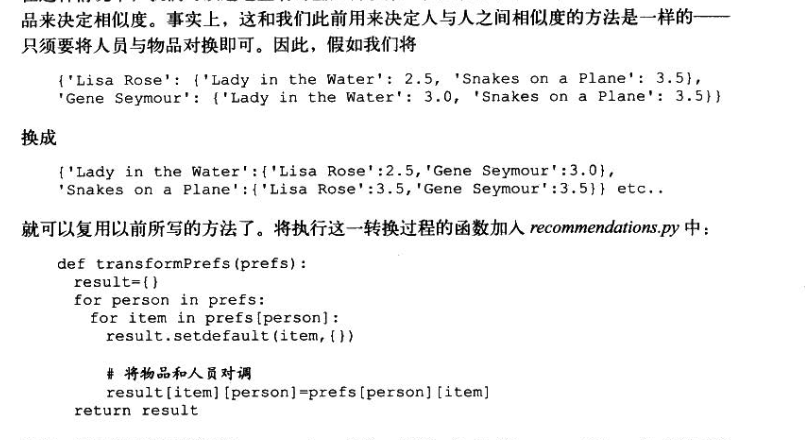 品来决定相似度。事实上，这和我们此前用来决定人与人之间相似度的方法是一样的——
只须要将人员与物品对换即可。因此，假如我们将
{'Lisa Rose': {'Lady in the Water': 2.5, 'Snakes on a Plane': 3.5},
'Gene Seymour': {'Lady in the Water': 3.0, 'Snakes on a Plane': 3.5}}
换成
{'Lady in the Water':{'Lisa Rose':2.5,'Gene Seymour':3.0},
'Snakes on a Plane':{'Lisa Rose':3.5,'Gene Seymour':3.5}} etc..
就可以复用以前所写的方法了。将执行这一转换过程的函数加入 recommendations.py 中：
def transformPrefs(prefs):
result={}
for person in prefs:
for item in prefs[person]:
result.setdefault(item,{})
# 将物品和人员对调
result[item][person]=prefs[person][item]
return result